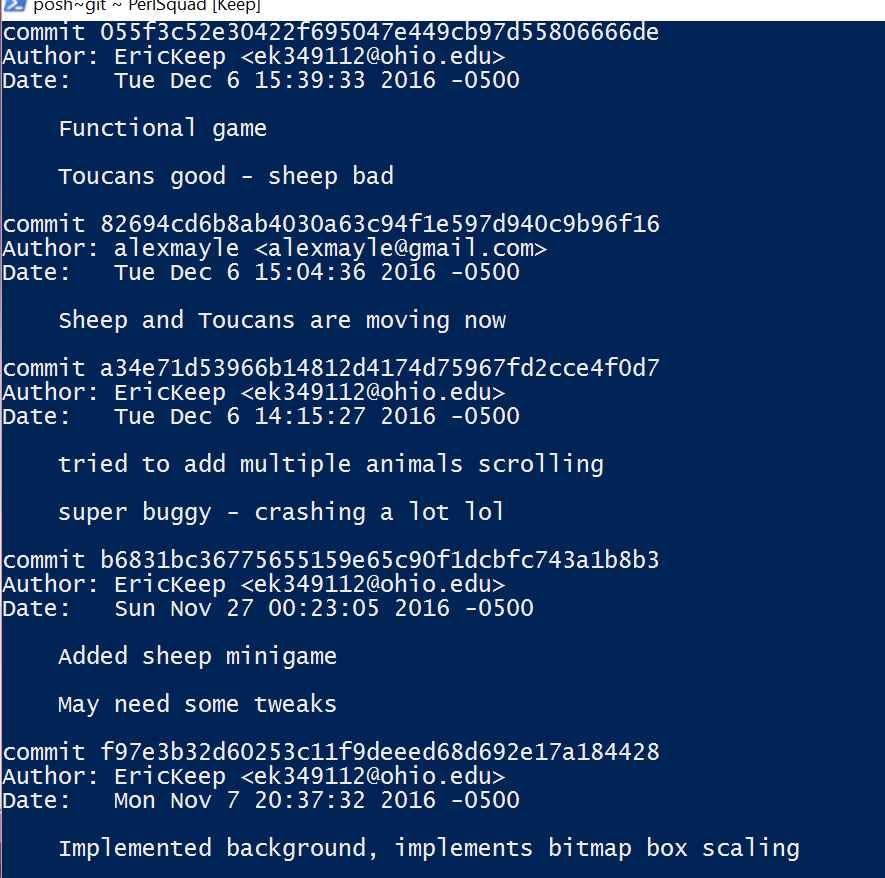 posh~git ~ PerlSquad [Keep]
commit 055f3c52e30422f695047e449cb97d55806666de
Author: EricKeep <ek349112@ohio.edu>
Date:   Tue Dec 6 15:39:33 2016 -0500
Functional game
Toucans good - sheep bad
commit 82694cd6b8ab4030a63c94f1e597d940c9b96f16
Author: alexmayle <alexmayle@gmail.com>
Date:   Tue Dec 6 15:04:36 2016 -0500
Sheep and Toucans are moving now
commit a34e71d53966b14812d4174d75967fd2cce4f0d7
Author: EricKeep <ek349112@ohio.edu>
Date:   Tue Dec 6 14:15:27 2016 -0500
tried to add multiple animals scrolling
super buggy - crashing a lot lol
commit b6831bc36775655159e65c90f1dcbfc743a1b8b3
Author: EricKeep <ek349112@ohio.edu>
Date:   Sun Nov 27 00:23:05 2016 -0500
Added sheep minigame
May need some tweaks
commit f97e3b32d60253c11f9deeed68d692e17a184428
Author: EricKeep <ek349112@ohio.edu>
Date:   Mon Nov 7 20:37:32 2016 -0500
Implemented background, implements bitmap box scaling